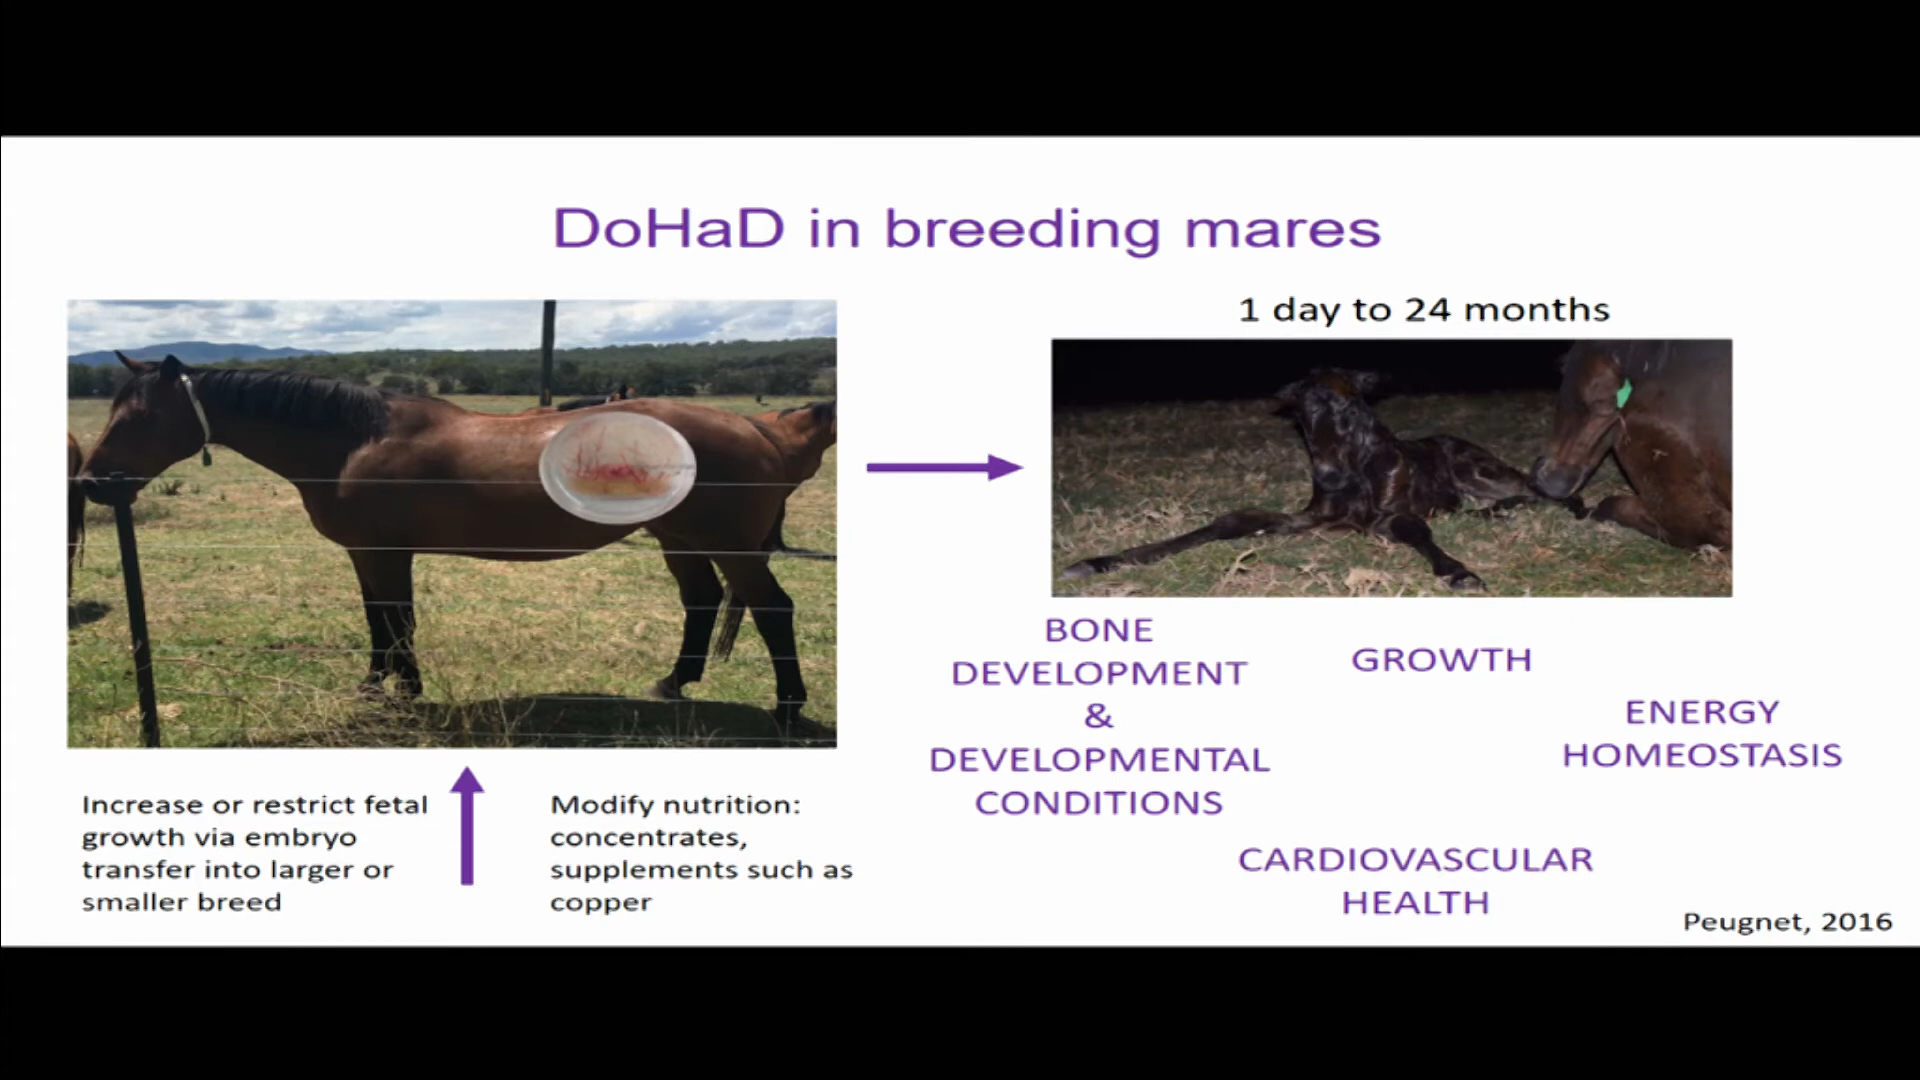 DoHaD in breeding mares
1 day to 24 months
Increase or restrict fetal
growth via embryo
transfer into larger or
smaller breed
Modify nutrition:
concentrates,
supplements such as
copper
BONE
DEVELOPMENT
&
DEVELOPMENTAL
CONDITIONS
GROWTH
ENERGY
HOMEOSTASIS
CARDIOVASCULAR
HEALTH
Peugnet, 2016